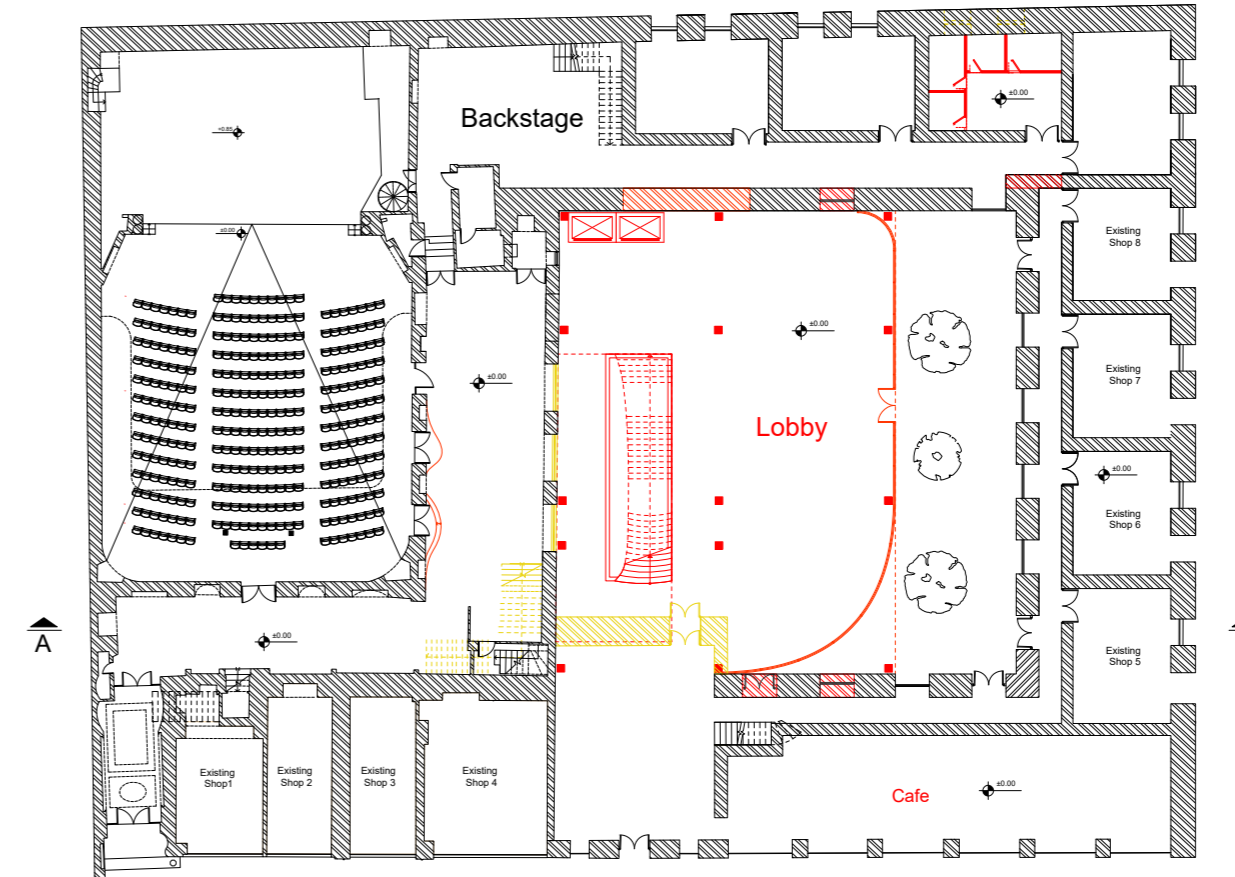 Backstage
±0.00
+0.85
±0.00
Existing
Shop 8
±0.00
±0.00
Existing
Shop 7
Lobby
±0.00
Existing
Shop 6
A
±0.00
Existing
Shop 5
Existing
Shop1
Existing
Shop 2
Existing
Shop 3
Existing
Shop 4
±0.00
Cafe